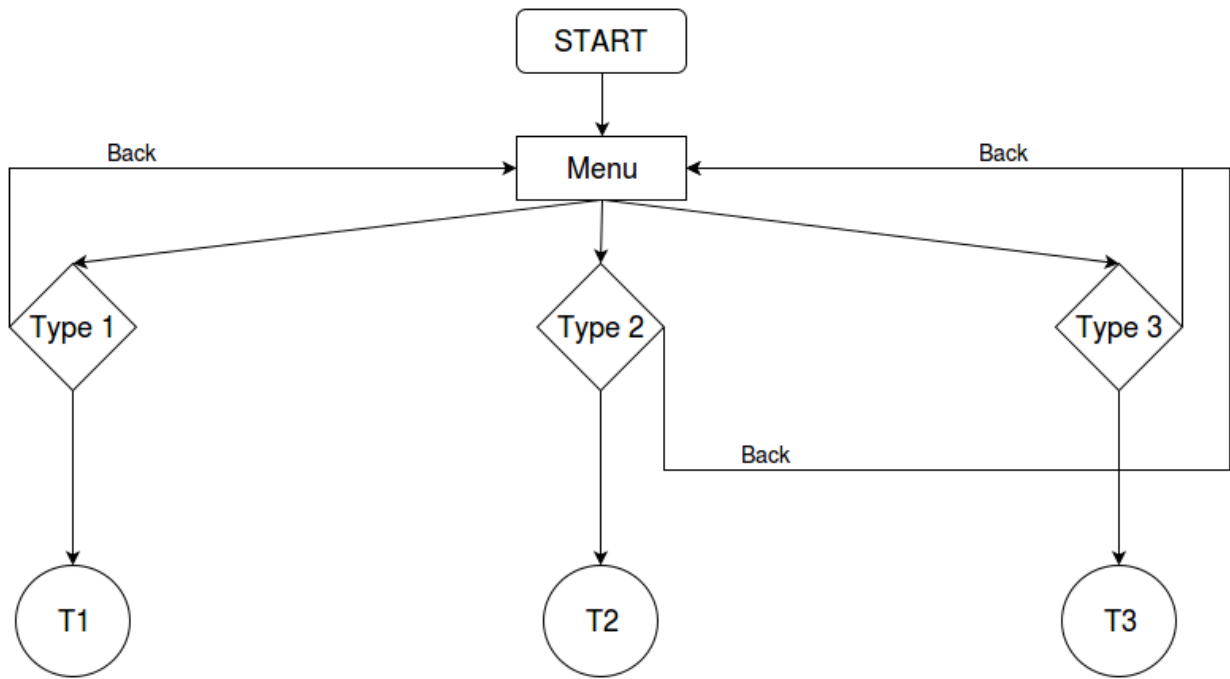 START
Back
Menu
Back
Type 1
Type 2
Type 3
Back
T1
T2
T3